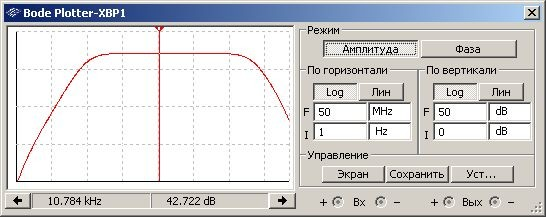 Bode Plotter-XBP1
Режим
Амплитуда Фаза
По горизонтали По вертикали
Log Лин Log Лин
F 50 MHz F 50 dB
I 1 Hz I 0 dB
Управление
Экран Сохранить Уст...
10.784 kHz 42.722 dB
+ Вх − + Вых −